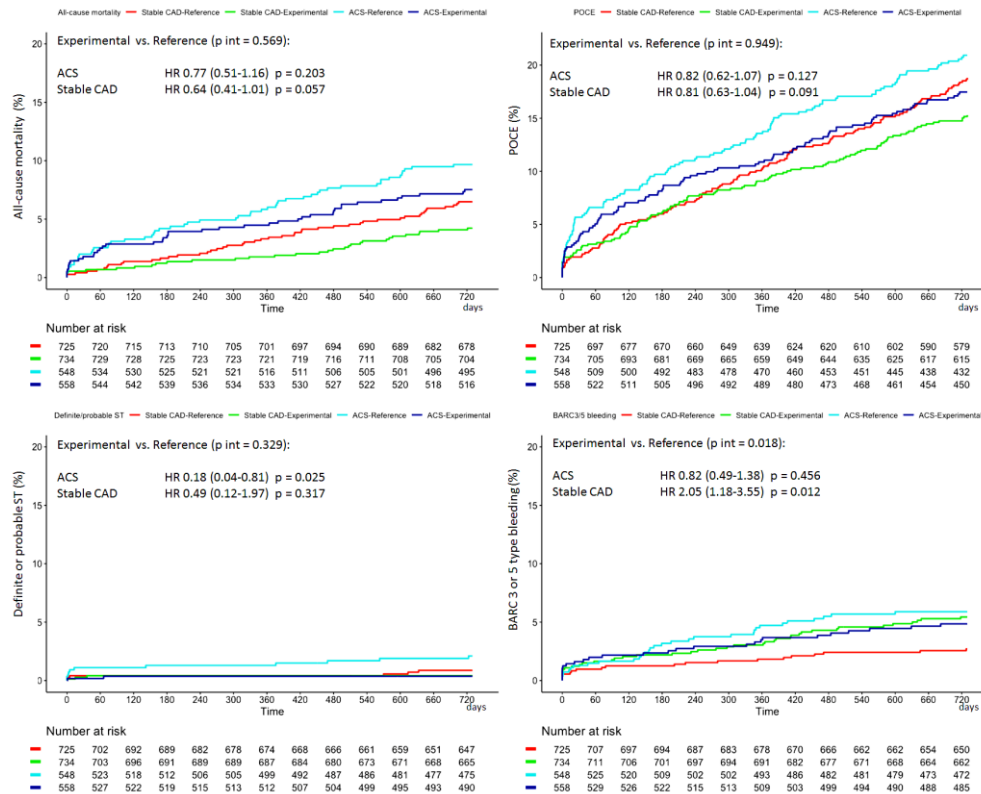 All-cause mortality Stable CAD-Reference Stable CAD-Experimental ACS-Reference ACS-Experimental
Experimental vs. Reference (p int = 0.569):
ACS HR 0.77 (0.51-1.16) p = 0.203
Stable CAD HR 0.64 (0.41-1.01) p = 0.057
All-cause mortality (%)
20
15
10
5
0
0 60 120 180 240 300 360 420 480 540 600 660 720
Time days
Number at risk
725 720 715 713 710 705 701 697 694 690 689 682 678
734 729 728 725 723 723 721 719 716 711 708 705 704
548 534 530 525 521 521 516 511 506 505 501 496 495
558 544 542 539 536 534 533 530 527 522 520 518 516
POCE Stable CAD-Reference Stable CAD-Experimental ACS-Reference ACS-Experimental
Experimental vs. Reference (p int = 0.949):
ACS HR 0.82 (0.62-1.07) p = 0.127
Stable CAD HR 0.81 (0.63-1.04) p = 0.091
POCE (%)
20
15
10
5
0
0 60 120 180 240 300 360 420 480 540 600 660 720
Time days
Number at risk
725 697 677 670 660 649 639 624 620 610 602 590 579
734 705 693 681 669 665 659 649 644 635 625 617 615
548 509 500 492 483 478 470 460 453 451 445 438 432
558 522 511 505 496 492 489 480 473 468 461 454 450
Definite/probable ST Stable CAD-Reference Stable CAD-Experimental ACS-Reference ACS-Experimental
Experimental vs. Reference (p int = 0.329):
ACS HR 0.18 (0.04-0.81) p = 0.025
Stable CAD HR 0.49 (0.12-1.97) p = 0.317
Definite or probable ST (%)
20
15
10
5
0
0 60 120 180 240 300 360 420 480 540 600 660 720
Time days
Number at risk
725 702 692 689 682 678 674 668 666 661 659 651 647
734 703 696 691 689 689 687 684 680 673 671 668 665
548 523 518 512 506 505 499 492 487 486 481 477 475
558 527 522 519 515 513 512 507 504 499 495 493 490
BARC3/5 bleeding Stable CAD-Reference Stable CAD-Experimental ACS-Reference ACS-Experimental
Experimental vs. Reference (p int = 0.018):
ACS HR 0.82 (0.49-1.38) p = 0.456
Stable CAD HR 2.05 (1.18-3.55) p = 0.012
BARC 3 or 5 type bleeding (%)
20
15
10
5
0
0 60 120 180 240 300 360 420 480 540 600 660 720
Time days
Number at risk
725 707 697 694 687 683 678 670 666 662 662 654 650
734 711 706 701 697 694 691 682 677 671 668 664 662
548 525 520 509 502 502 493 486 482 481 479 473 472
558 529 526 522 515 513 509 503 499 494 490 488 485